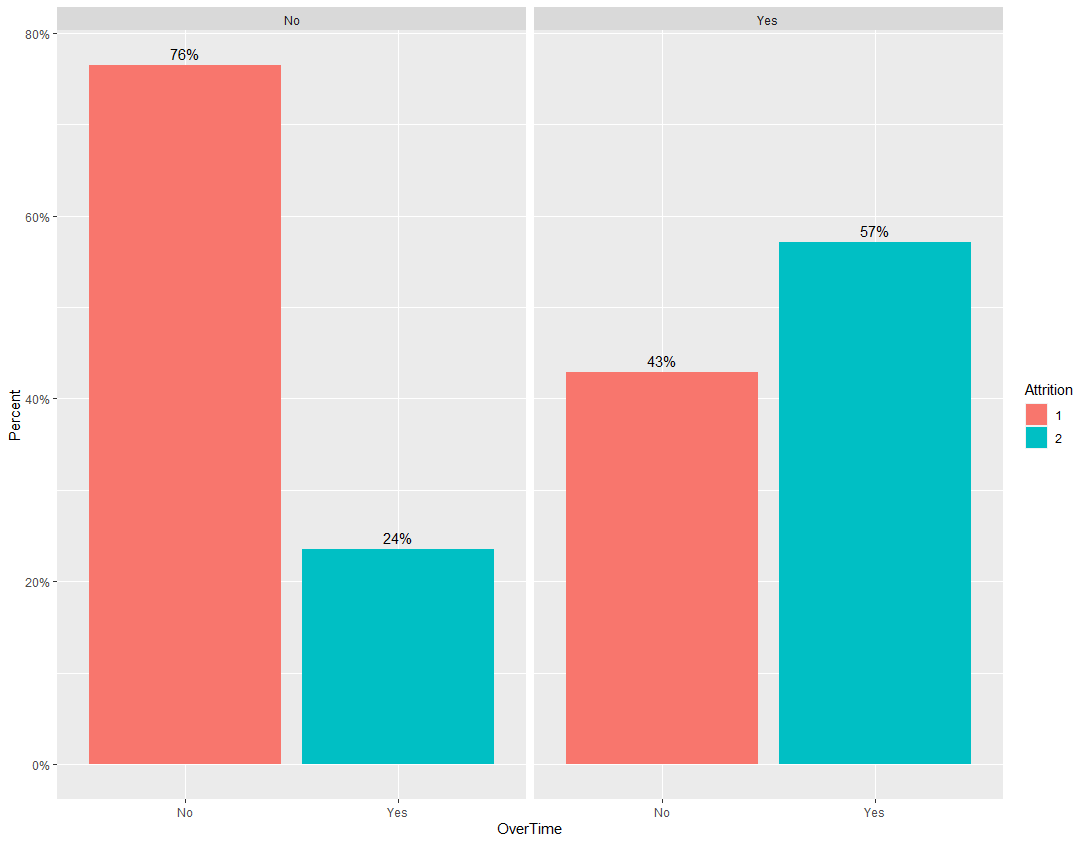 No
Yes
80%
60%
40%
20%
0%
Percent
76%
24%
43%
57%
No
Yes
No
Yes
OverTime
Attrition
1
2